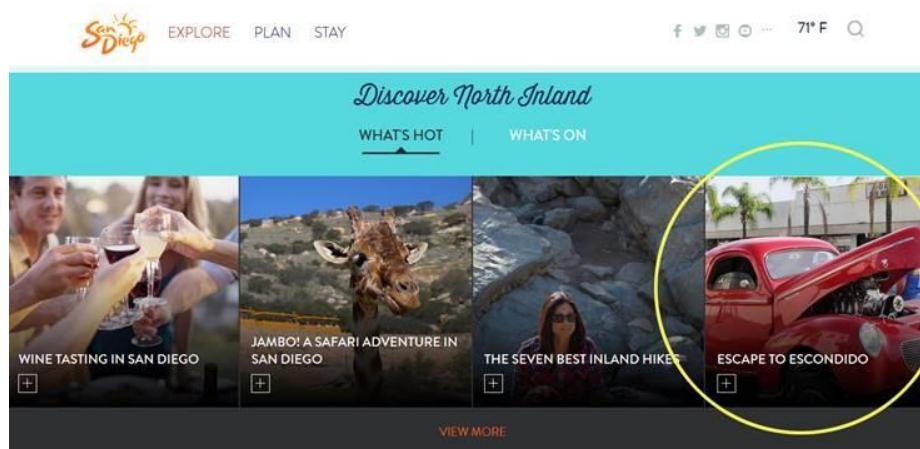 San Diego
EXPLORE PLAN STAY
71° F
Discover North Inland
WHAT'S HOT | WHAT'S ON
WINE TASTING IN SAN DIEGO
JAMBO! A SAFARI ADVENTURE IN
SAN DIEGO
THE SEVEN BEST INLAND HIKES
ESCAPE TO ESCONDIDO
VIEW MORE